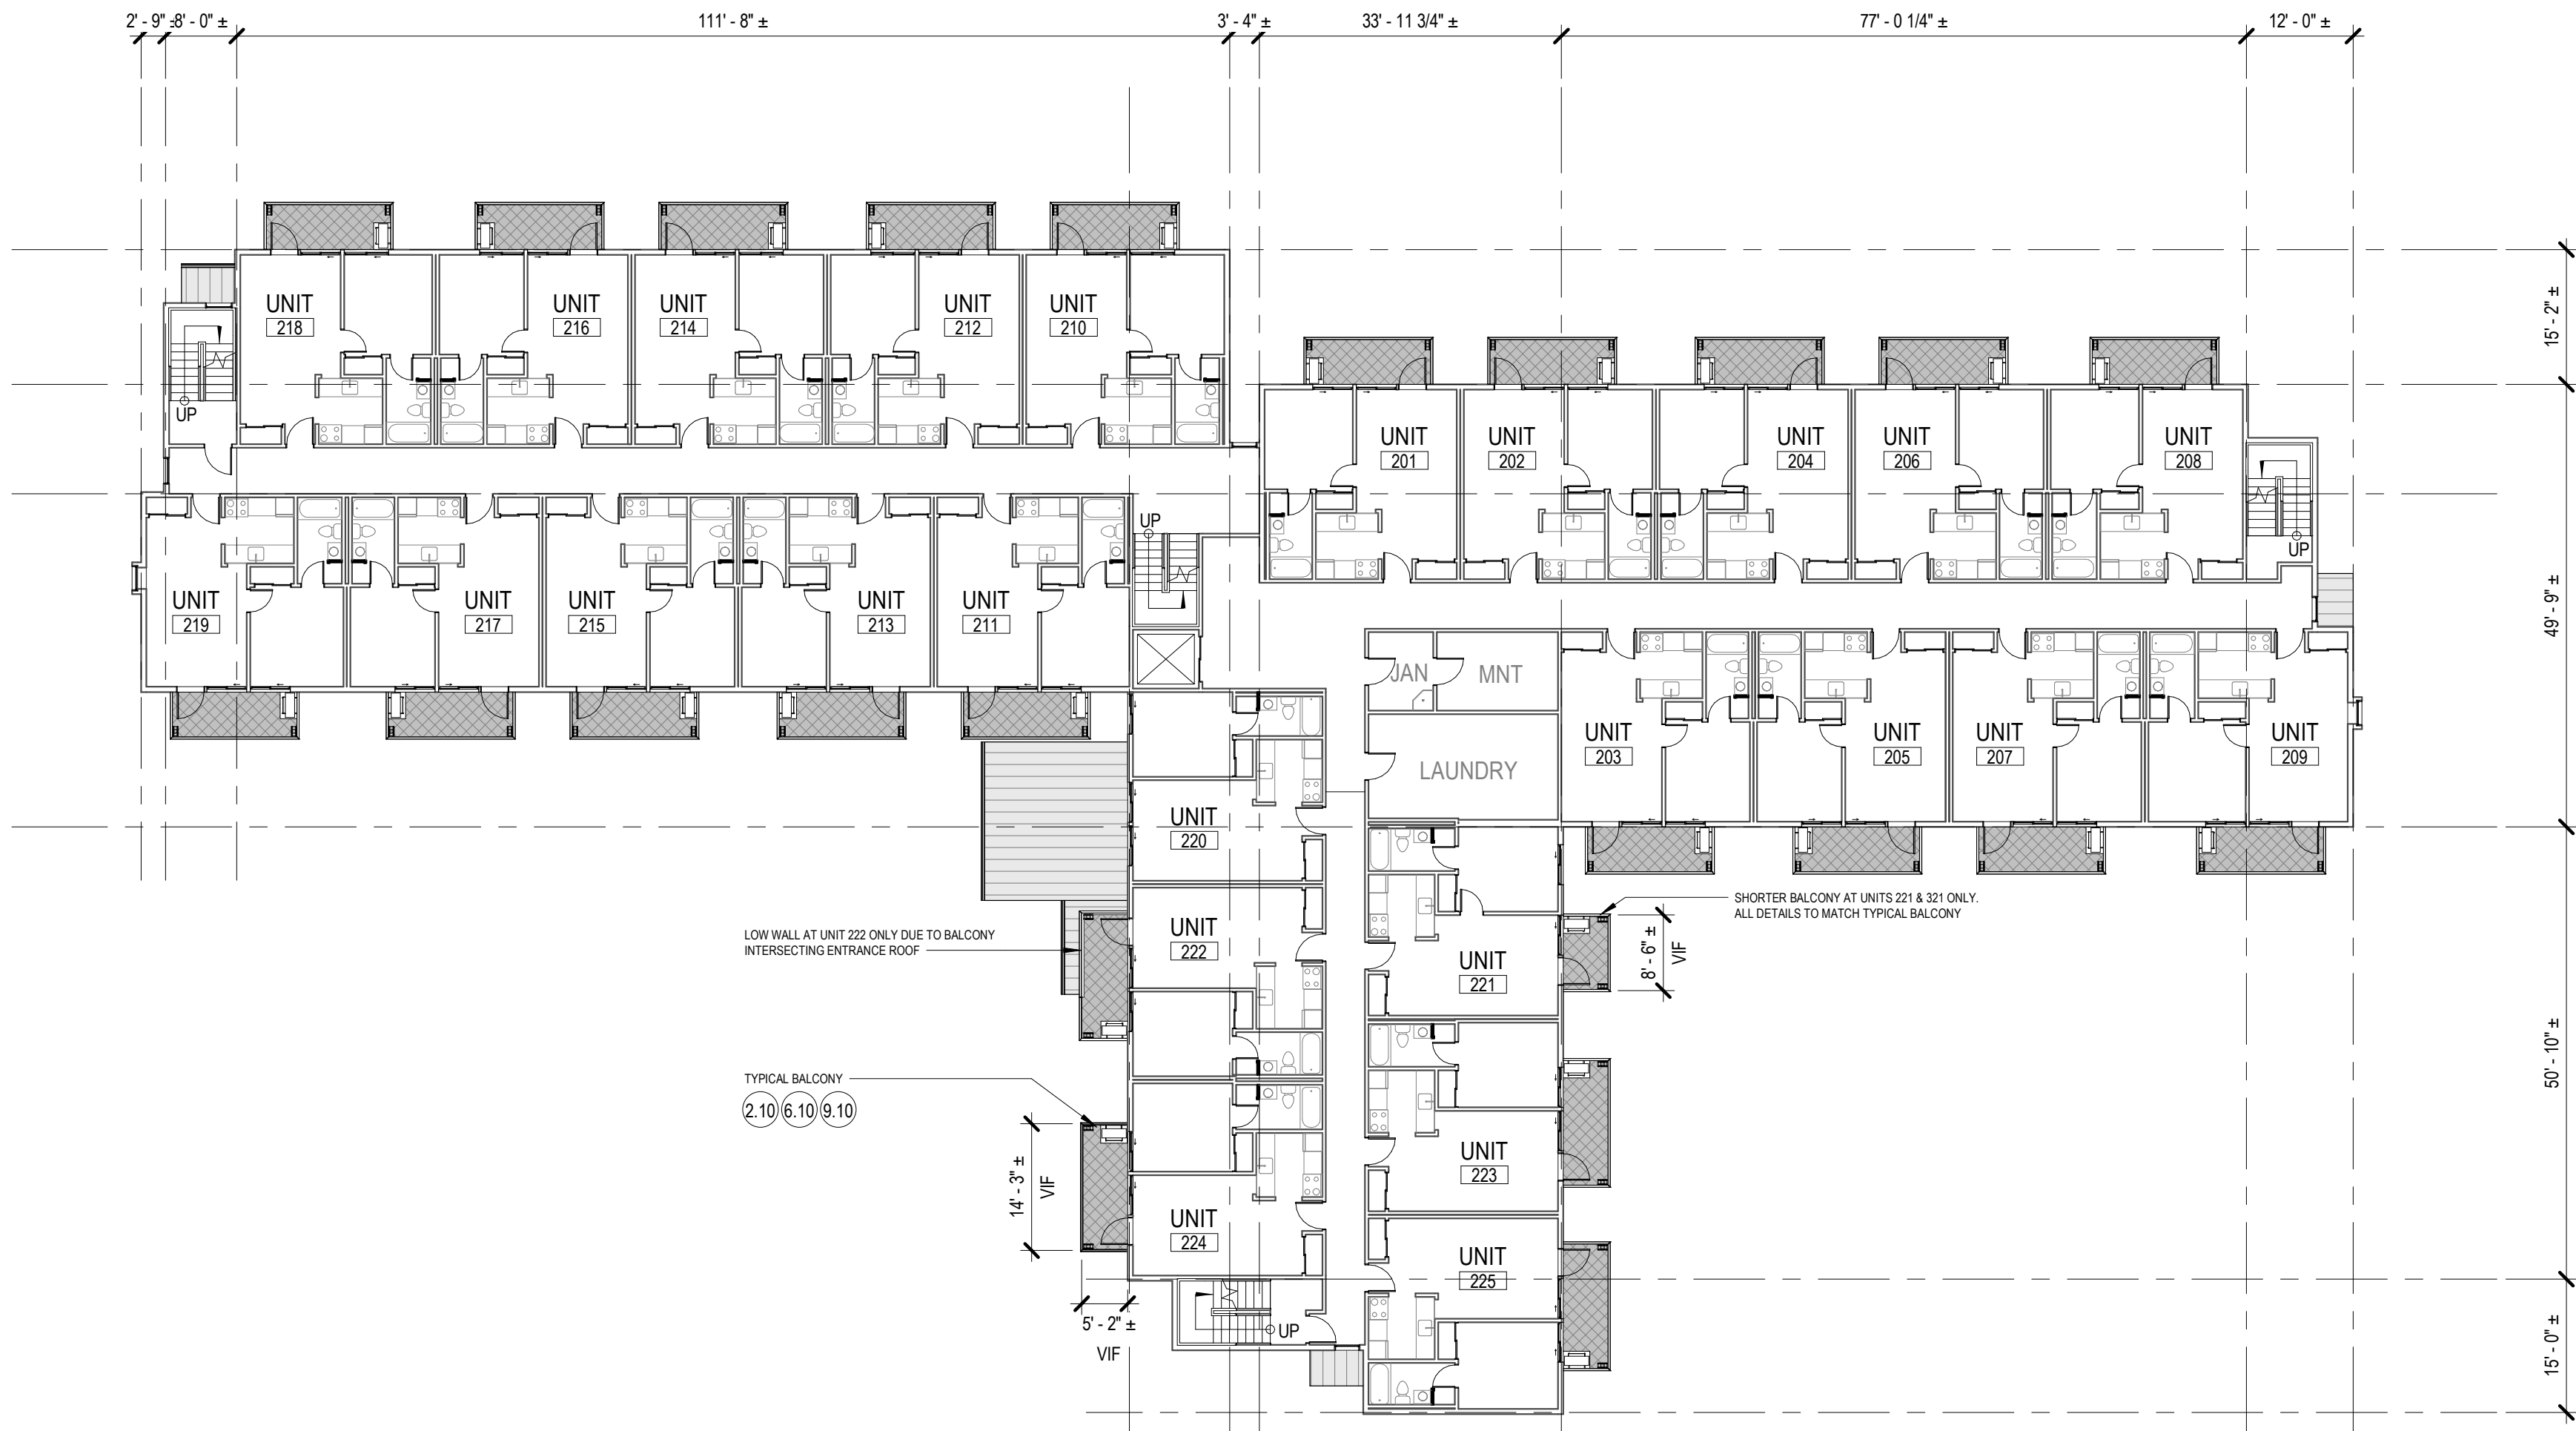 2' - 9" ±
8' - 0" ±
111' - 8" ±
3' - 4" ±
33' - 11 3/4" ±
77' - 0 1/4" ±
12' - 0" ±
UNIT
218
UNIT
216
UNIT
214
UNIT
212
UNIT
210
15' - 2" ±
UP
UNIT
201
UNIT
202
UNIT
204
UNIT
206
UNIT
208
UP
UP
UNIT
219
UNIT
217
UNIT
215
UNIT
213
UNIT
211
49' - 9" ±
JAN
MNT
LAUNDRY
UNIT
203
UNIT
205
UNIT
207
UNIT
209
UNIT
220
SHORTER BALCONY AT UNITS 221 & 321 ONLY.
ALL DETAILS TO MATCH TYPICAL BALCONY
LOW WALL AT UNIT 222 ONLY DUE TO BALCONY
INTERSECTING ENTRANCE ROOF
UNIT
222
UNIT
221
8' - 6" ±
VIF
TYPICAL BALCONY
2.10 6.10 9.10
50' - 10" ±
UNIT
223
14' - 3" ±
VIF
UNIT
224
UNIT
225
5' - 2" ±
VIF
UP
15' - 0" ±